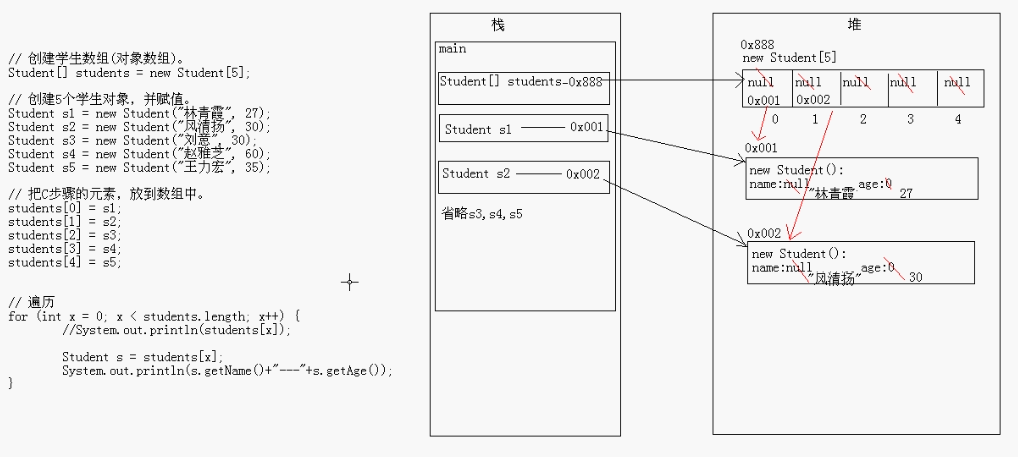 // 创建学生数组(对象数组)。
Student[] students = new Student[5];
// 创建5个学生对象，并赋值。
Student s1 = new Student("林青霞", 27);
Student s2 = new Student("风清扬", 30);
Student s3 = new Student("刘意", 30);
Student s4 = new Student("赵雅芝", 60);
Student s5 = new Student("王力宏", 35);
// 把C步骤的元素，放到数组中。
students[0] = s1;
students[1] = s2;
students[2] = s3;
students[3] = s4;
students[4] = s5;
// 遍历
for (int x = 0; x < students.length; x++) {
//System.out.println(students[x]);
Student s = students[x];
System.out.println(s.getName()+"---"+s.getAge());
}
栈
main
Student[] students-0x888
Student s1 0x001
Student s2 0x002
省略s3,s4,s5
堆
0x888
new Student[5]
null null null null null
0x001 0x002
0 1 2 3 4
0x001
new Student():
name:null age:0
"林青霞 27
0x002
new Student():
name:null age:0
"风清扬" 30